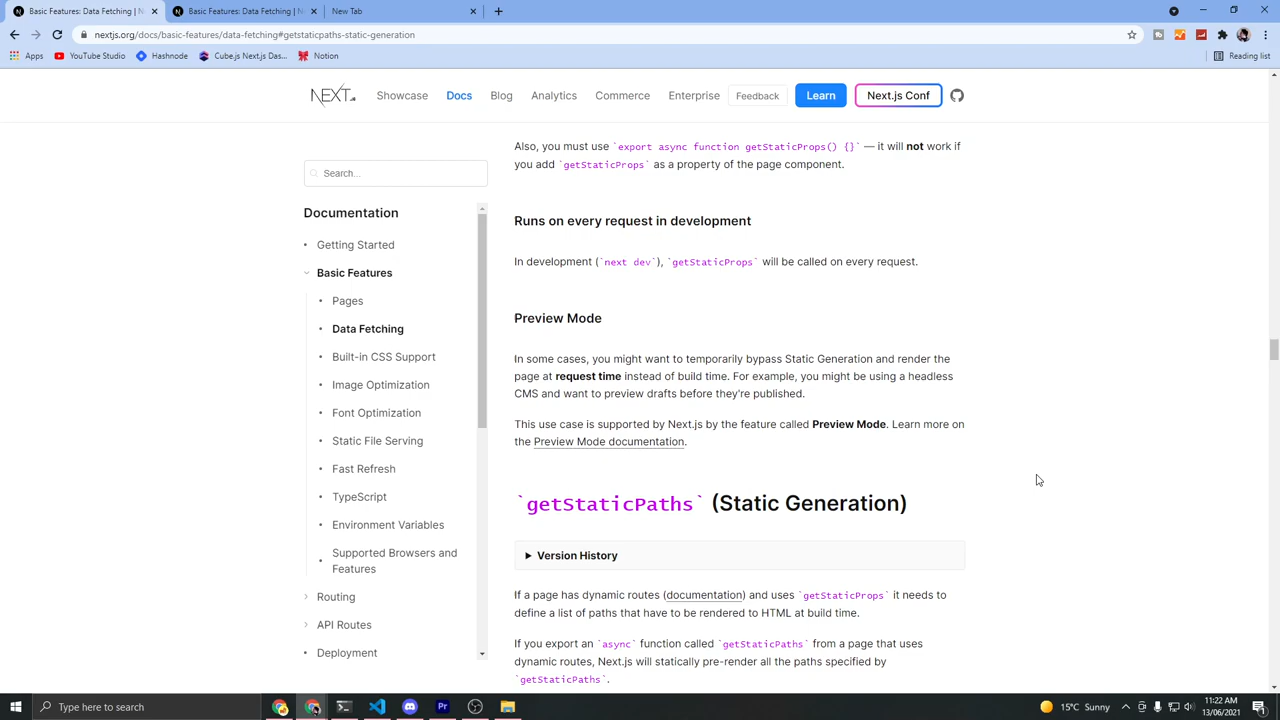 Basic Features: Data Fetching | N
Basic Features: Data Fetching | N
New Tab
nextjs.org/docs/basic-features/data-fetching#getstaticpaths-static-generation
Apps
YouTube Studio
Hashnode
Cube.js Next.js Das...
Notion
Reading list
NEXT.js
Showcase
Docs
Blog
Analytics
Commerce
Enterprise
Feedback
Learn
Next.js Conf
Search...
Documentation
Getting Started
Basic Features
Pages
Data Fetching
Built-in CSS Support
Image Optimization
Font Optimization
Static File Serving
Fast Refresh
TypeScript
Environment Variables
Supported Browsers and
Features
Routing
API Routes
Deployment
Also, you must use `export async function getStaticProps() {}` — it will not work if
you add `getStaticProps` as a property of the page component.
Runs on every request in development
In development (`next dev`), `getStaticProps` will be called on every request.
Preview Mode
In some cases, you might want to temporarily bypass Static Generation and render the
page at request time instead of build time. For example, you might be using a headless
CMS and want to preview drafts before they're published.
This use case is supported by Next.js by the feature called Preview Mode. Learn more on
the Preview Mode documentation.
`getStaticPaths` (Static Generation)
Version History
If a page has dynamic routes (documentation) and uses `getStaticProps` it needs to
define a list of paths that have to be rendered to HTML at build time.
If you export an `async` function called `getStaticPaths` from a page that uses
dynamic routes, Next.js will statically pre-render all the paths specified by
`getStaticPaths`.
Type here to search
Pr
15°C Sunny
11:22 AM
13/06/2021
1